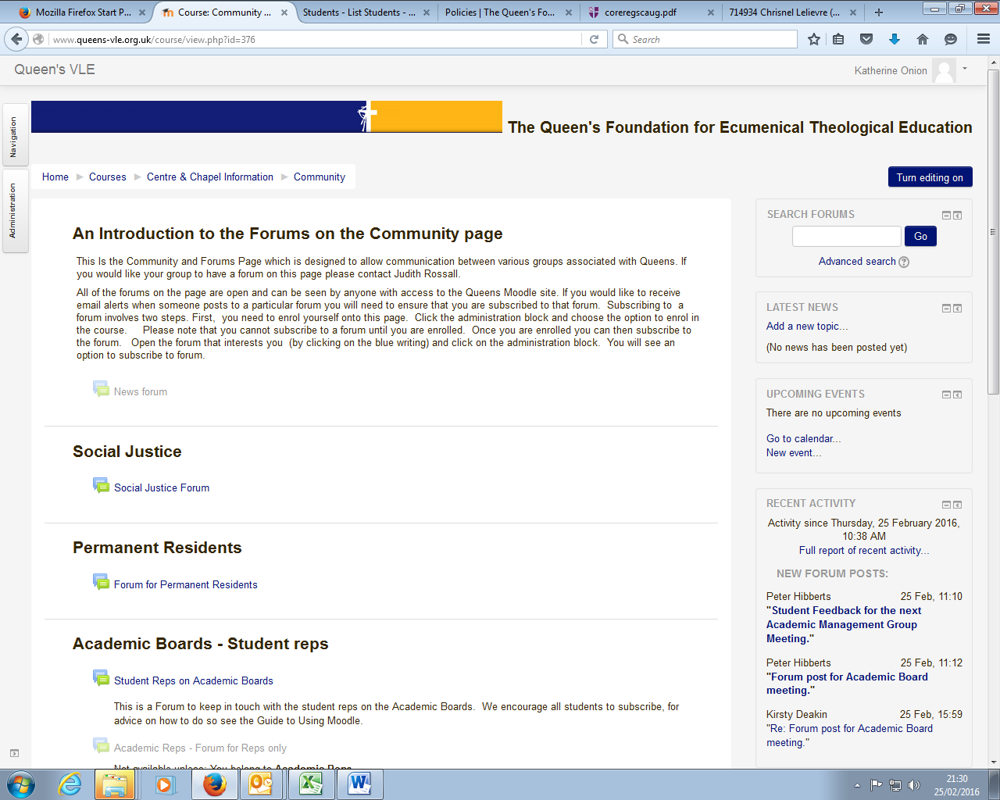 Mozilla Firefox Start P...
Course: Community ...
Students - List Students - ...
Policies | The Queen's Fo...
coreregscaug.pdf
714934 Chrisnel Lelievre (...
www.queens-vle.org.uk/course/view.php?id=376
Search
Queen's VLE
Katherine Onion
Navigation
Administration
The Queen's Foundation for Ecumenical Theological Education
Home ► Courses ► Centre & Chapel Information ► Community
Turn editing on
An Introduction to the Forums on the Community page
This Is the Community and Forums Page which is designed to allow communication between various groups associated with Queens. If
you would like your group to have a forum on this page please contact Judith Rossall.
All of the forums on the page are open and can be seen by anyone with access to the Queens Moodle site. If you would like to receive
email alerts when someone posts to a particular forum you will need to ensure that you are subscribed to that forum. Subscribing to a
forum involves two steps. First, you need to enrol yourself onto this page. Click the administration block and choose the option to enrol in
the course. Please note that you cannot subscribe to a forum until you are enrolled. Once you are enrolled you can then subscribe to
the forum. Open the forum that interests you (by clicking on the blue writing) and click on the administration block. You will see an
option to subscribe to forum.
News forum
Social Justice
Social Justice Forum
Permanent Residents
Forum for Permanent Residents
Academic Boards - Student reps
Student Reps on Academic Boards
This is a Forum to keep in touch with the student reps on the Academic Boards. We encourage all students to subscribe, for
advice on how to do so see the Guide to Using Moodle.
Academic Reps - Forum for Reps only
Not available unless: You belong to Academic Reps
SEARCH FORUMS
Go
Advanced search
LATEST NEWS
Add a new topic...
(No news has been posted yet)
UPCOMING EVENTS
There are no upcoming events
Go to calendar...
New event...
RECENT ACTIVITY
Activity since Thursday, 25 February 2016,
10:38 AM
Full report of recent activity...
NEW FORUM POSTS:
Peter Hibberts 25 Feb, 11:10
"Student Feedback for the next
Academic Management Group
Meeting."
Peter Hibberts 25 Feb, 11:12
"Forum post for Academic Board
meeting."
Kirsty Deakin 25 Feb, 15:59
"Re: Forum post for Academic Board
meeting."
21:30
25/02/2016